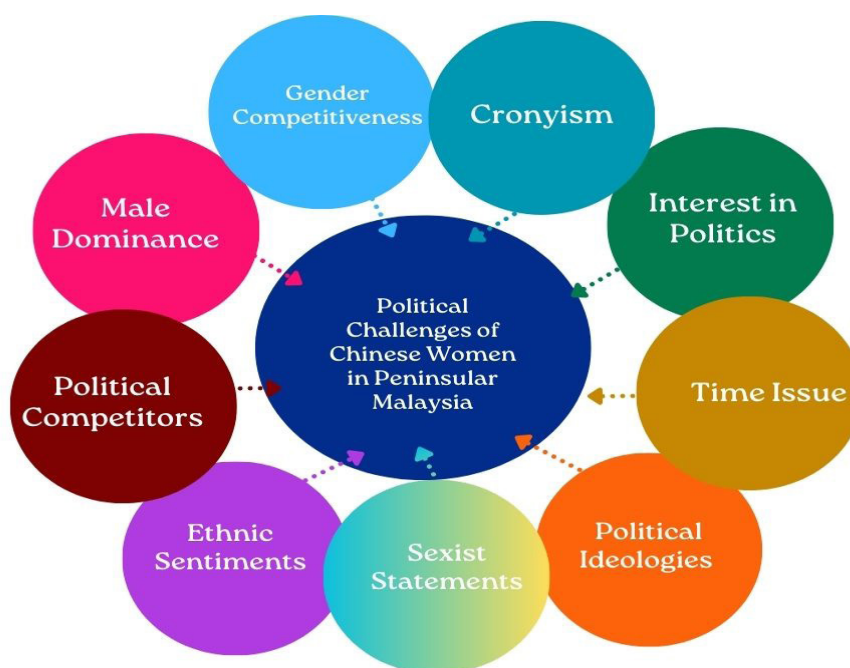 Gender
Competitiveness
Cronyism
Male
Dominance
Interest in
Politics
Political
Challenges of
Chinese Women
in Peninsular
Malaysia
Political
Competitors
Time Issue
Ethnic
Sentiments
Sexist
Statements
Political
Ideologies